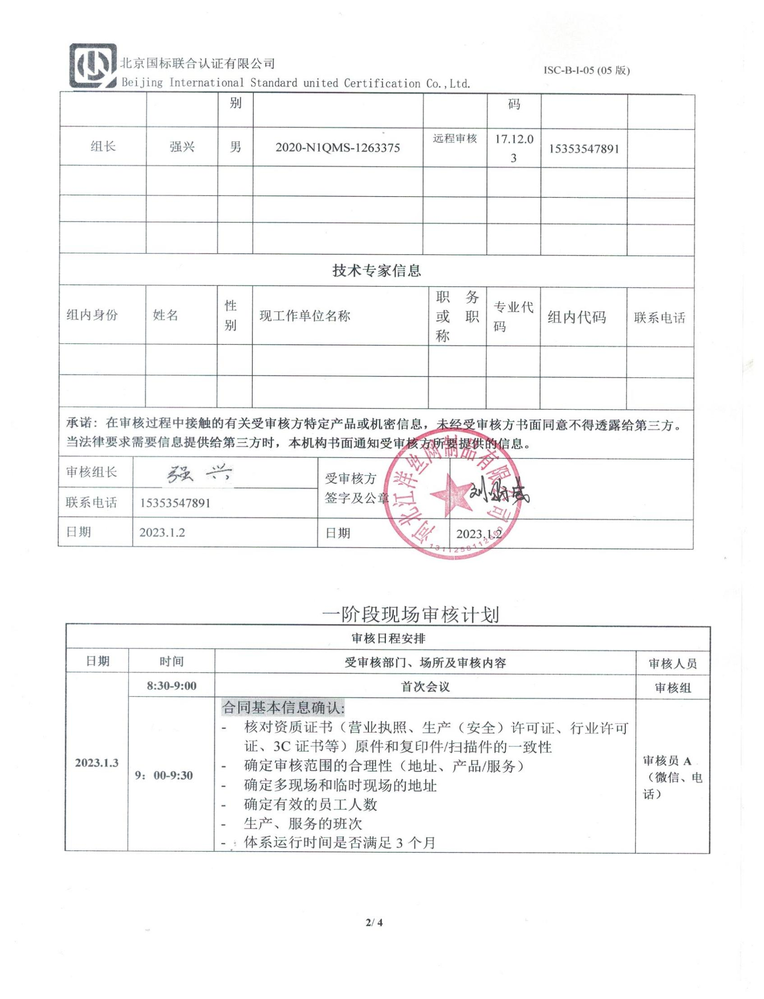 北京国标联合认证有限公司
Beijing International Standard united Certification Co.,Ltd.
ISC-B-I-05 (05 版)
别
码
组长 强兴 男 2020-N1QMS-1263375 远程审核 17.12.0 15353547891
3
技术专家信息
组内身份 姓名 性 现工作单位名称 职 务 专业代 组内代码 联系电话
别 或 职 码
称
承诺：在审核过程中接触的有关受审核方特定产品或机密信息，未经受审核方书面同意不得透露给第三方。
当法律要求需要信息提供给第三方时，本机构书面通知受审核方所要提供的信息。
审核组长 强兴 受审核方
签字及公章
联系电话 15353547891
日期 2023.1.2 日期 2023.1.2
河北江洋丝网制品有限公司
一阶段现场审核计划
审核日程安排
日期 时间 受审核部门、场所及审核内容 审核人员
8:30-9:00 首次会议 审核组
2023.1.3
9：00-9:30
合同基本信息确认:
- 核对资质证书（营业执照、生产（安全）许可证、行业许可
证、3C 证书等）原件和复印件/扫描件的一致性
- 确定审核范围的合理性（地址、产品/服务）
- 确定多现场和临时现场的地址
- 确定有效的员工人数
- 生产、服务的班次
- 体系运行时间是否满足 3 个月
审核员 A
（微信、电
话）
2/ 4